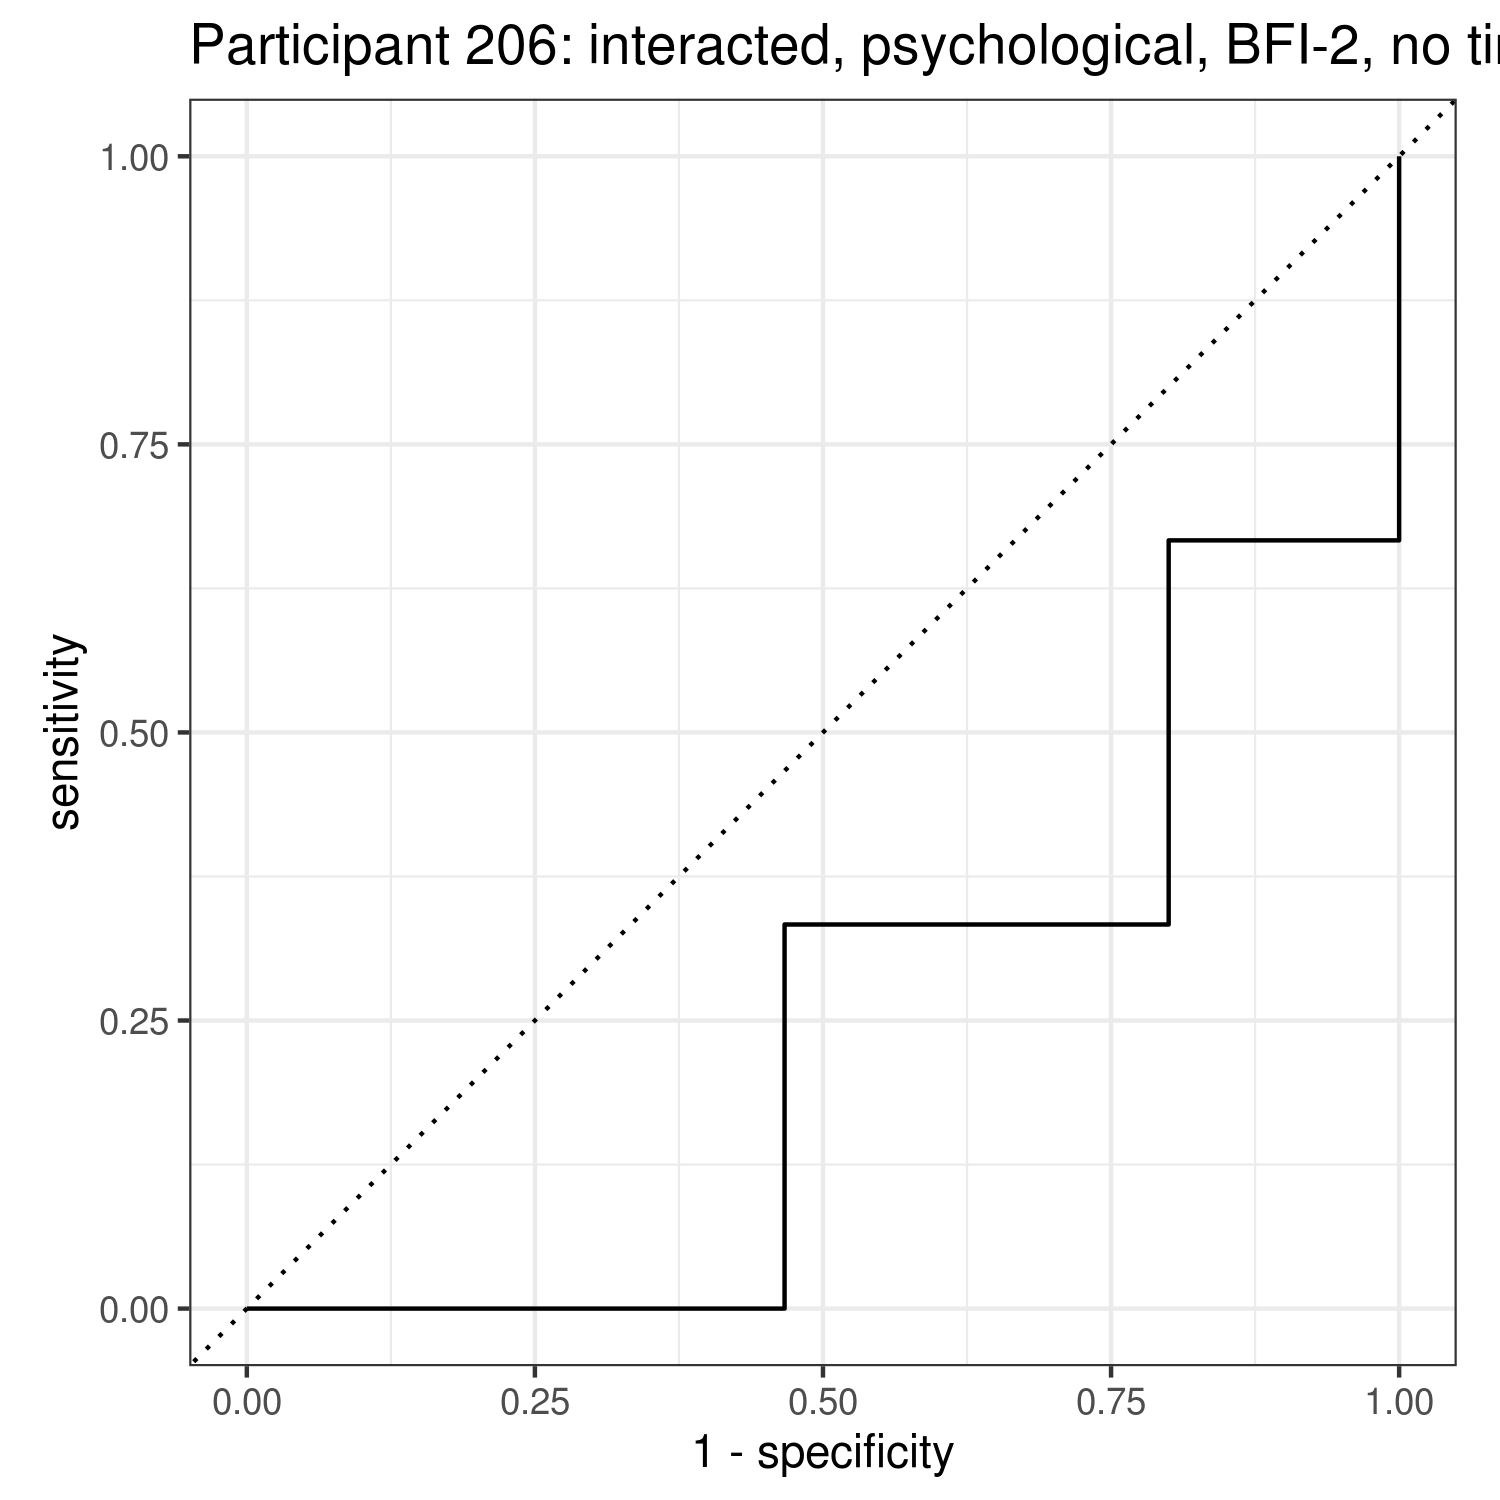 Participant 206: interacted, psychological, BFI-2, no
1.00
0.75
0.50
0.25
0.00
sensitivity
0.00 0.25 0.50 0.75 1.00
1 - specificity